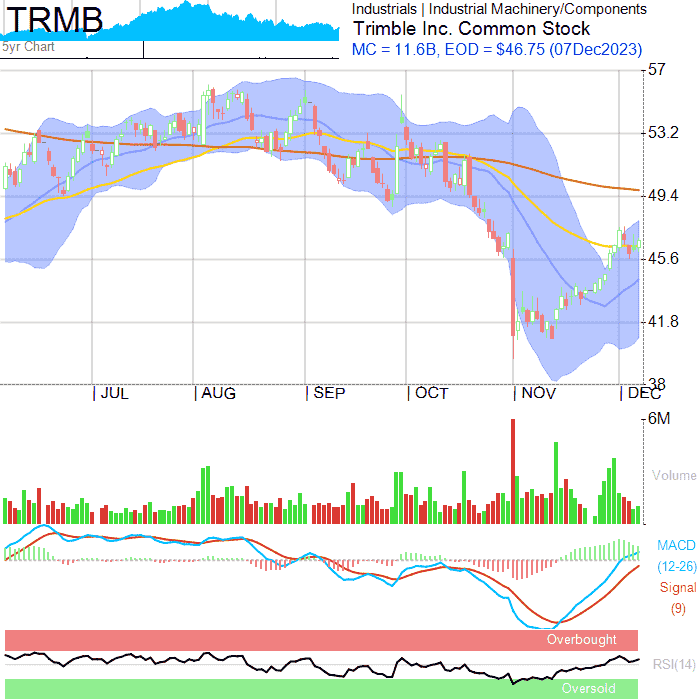 TRMB
5yr Chart
Industrials | Industrial Machinery/Components
Trimble Inc. Common Stock
MC = 11.6B, EOD = $46.75 (07Dec2023)
57
53.2
49.4
45.6
41.8
38
JUL AUG SEP OCT NOV DEC
6M
Volume
MACD
(12-26)
Signal
(9)
Overbought
RSI(14)
Oversold